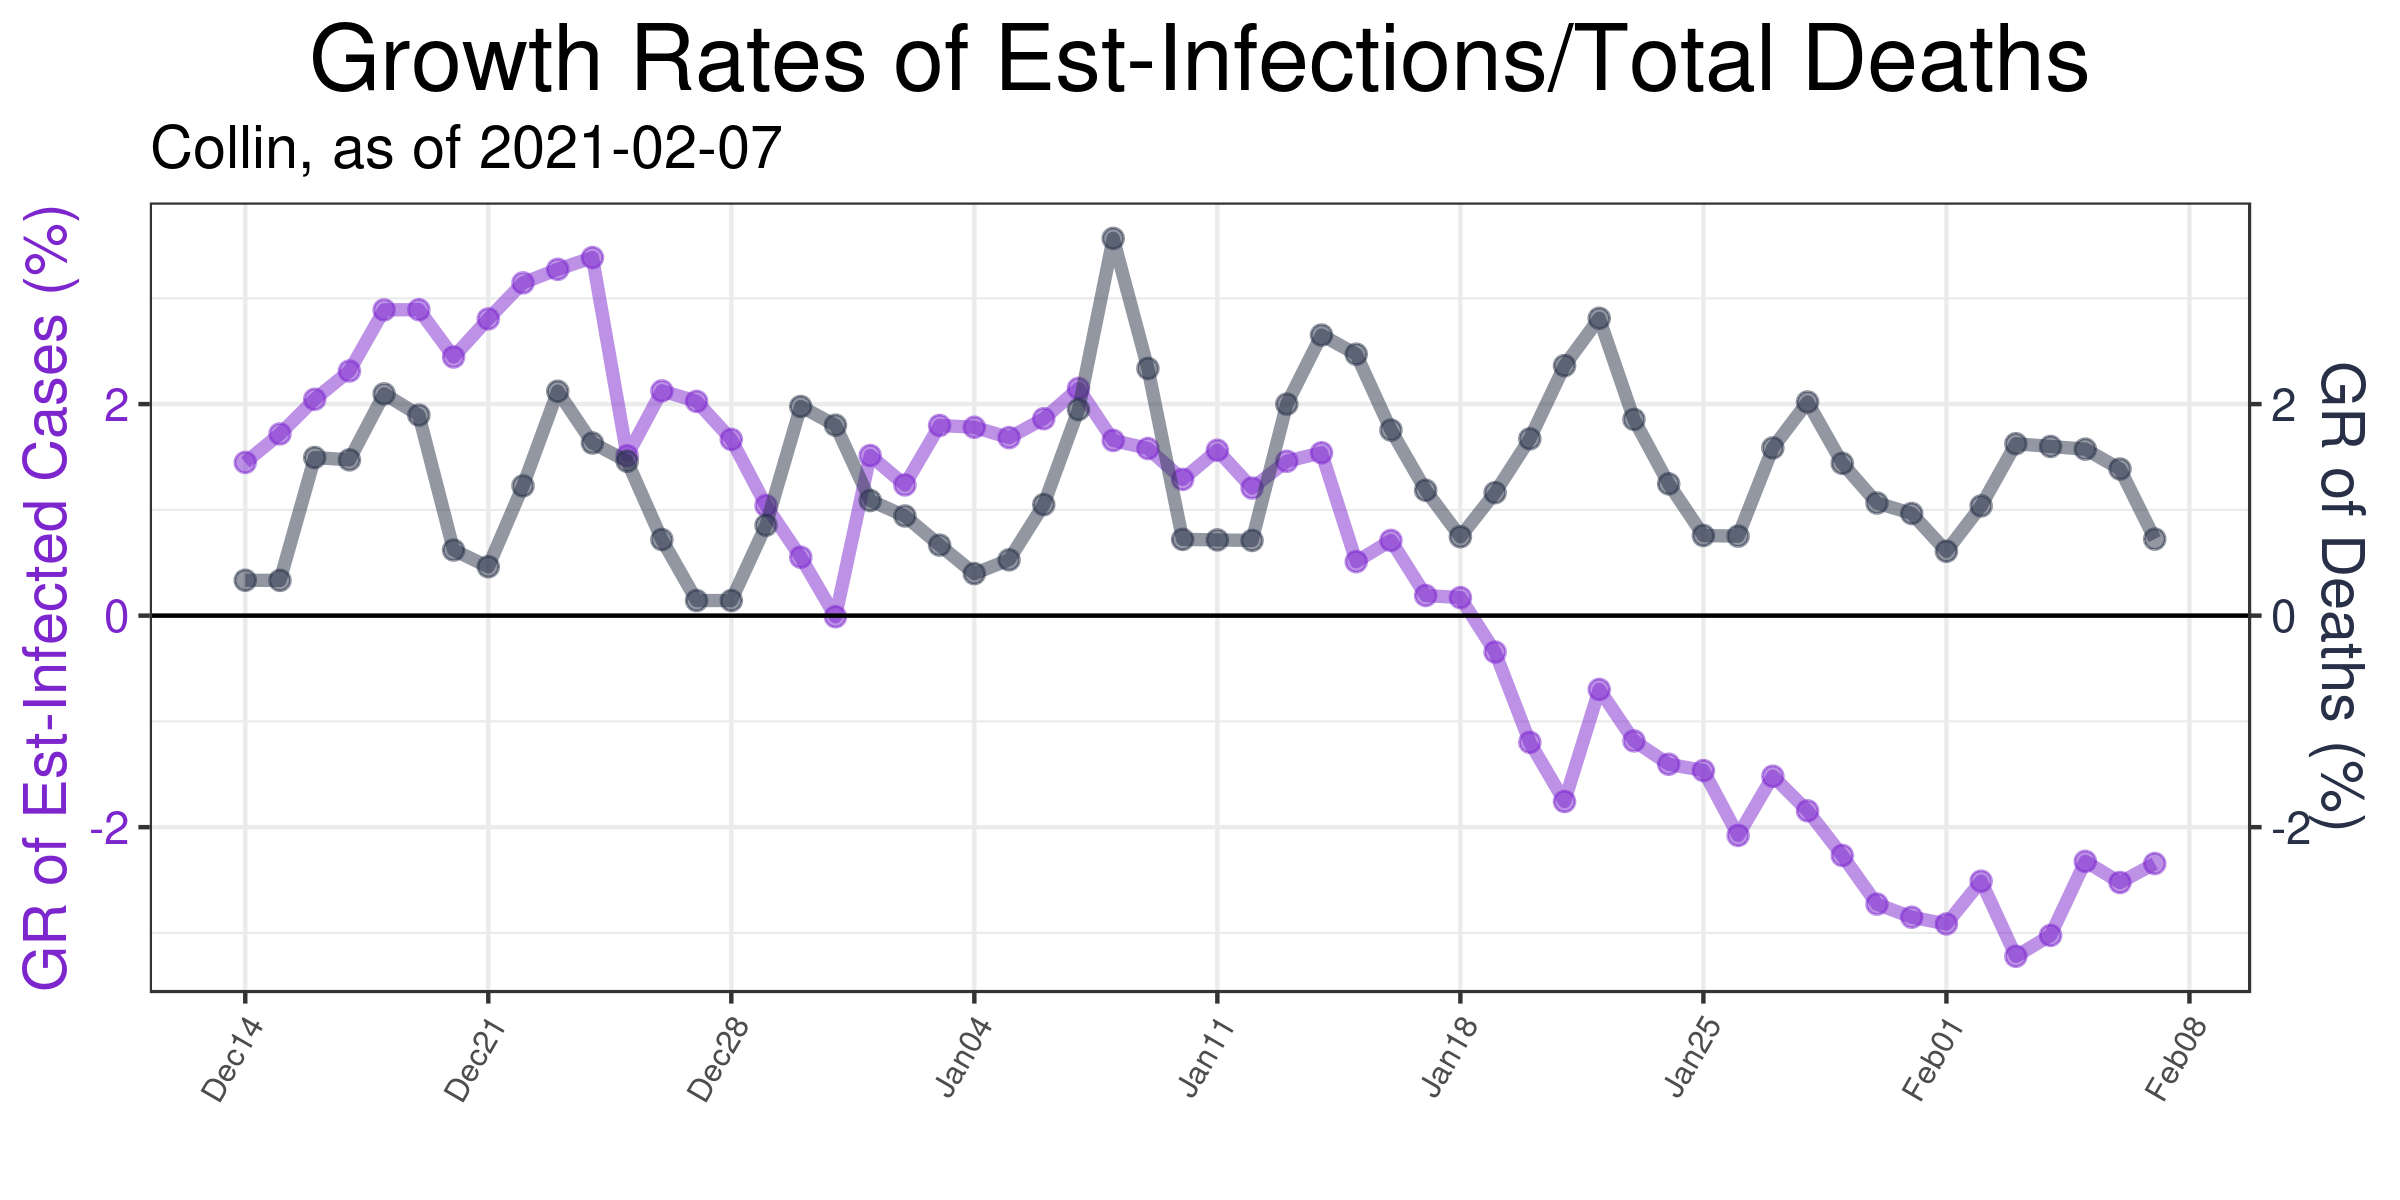 Growth Rates of Est-Infections/Total Deaths
Collin, as of 2021-02-07
GR of Est-Infected Cases (%)
2
0
-2
2
0
-2
GR of Deaths (%)
Dec14
Dec21
Dec28
Jan04
Jan11
Jan18
Jan25
Feb01
Feb08